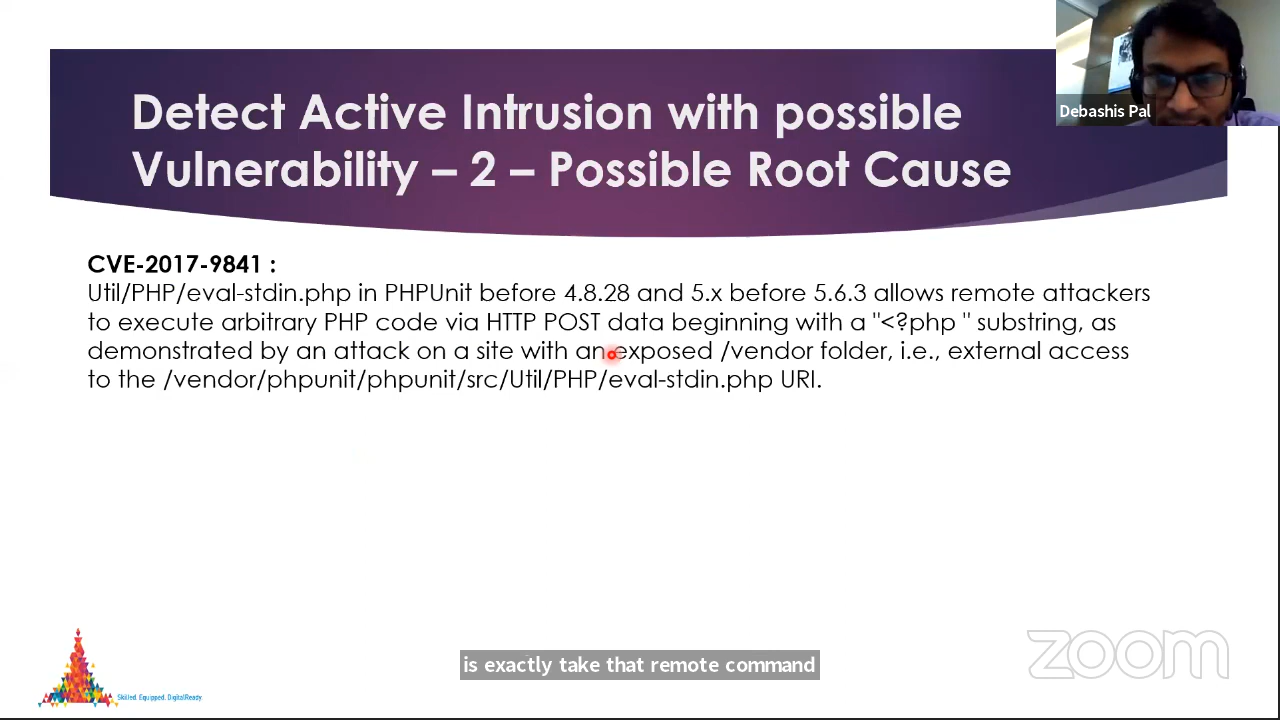 Detect Active Intrusion with possible
Vulnerability – 2 – Possible Root Cause
Debashis Pal
CVE-2017-9841 :
Util/PHP/eval-stdin.php in PHPUnit before 4.8.28 and 5.x before 5.6.3 allows remote attackers
to execute arbitrary PHP code via HTTP POST data beginning with a "<?php " substring, as
demonstrated by an attack on a site with an exposed /vendor folder, i.e., external access
to the /vendor/phpunit/phpunit/src/Util/PHP/eval-stdin.php URI.
is exactly take that remote command
Skilled. Equipped. DigitalReady.
zoom